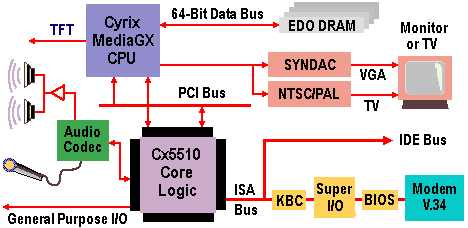 Cyrix
MediaGX
CPU
64-Bit Data Bus
EDO DRAM
Monitor
or TV
TFT
SYNDAC
VGA
NTSC/PAL
TV
PCI Bus
Audio
Codec
Cx5510
Core
Logic
IDE Bus
ISA
Bus
KBC
Super
I/O
BIOS
Modem
V.34
General Purpose I/O